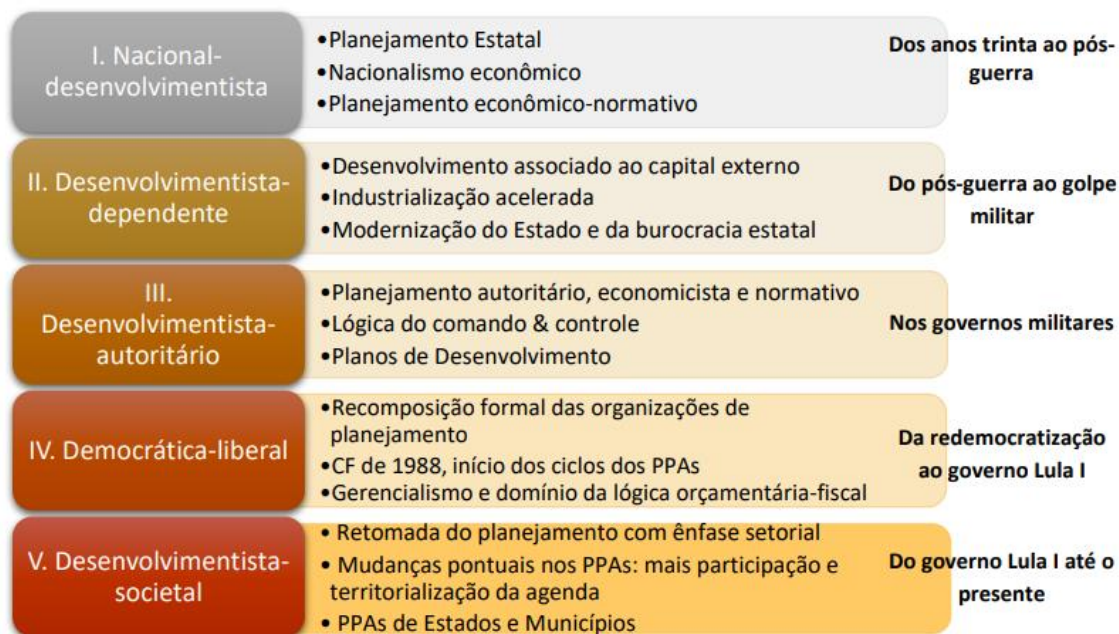 I. Nacional-
desenvolvimentista
•Planejamento Estatal
•Nacionalismo econômico
•Planejamento econômico-normativo
Dos anos trinta ao pós-
guerra
II. Desenvolvimentista-
dependente
•Desenvolvimento associado ao capital externo
•Industrialização acelerada
•Modernização do Estado e da burocracia estatal
Do pós-guerra ao golpe
militar
III.
Desenvolvimentista-
autoritário
•Planejamento autoritário, economicista e normativo
•Lógica do comando & controle
•Planos de Desenvolvimento
Nos governos militares
IV. Democrática-liberal
•Recomposição formal das organizações de
planejamento
•CF de 1988, início dos ciclos dos PPAs
•Gerencialismo e domínio da lógica orçamentária-fiscal
Da redemocratização
ao governo Lula I
V. Desenvolvimentista-
societal
• Retomada do planejamento com ênfase setorial
• Mudanças pontuais nos PPAs: mais participação e
territorialização da agenda
• PPAs de Estados e Municípios
Do governo Lula I até o
presente